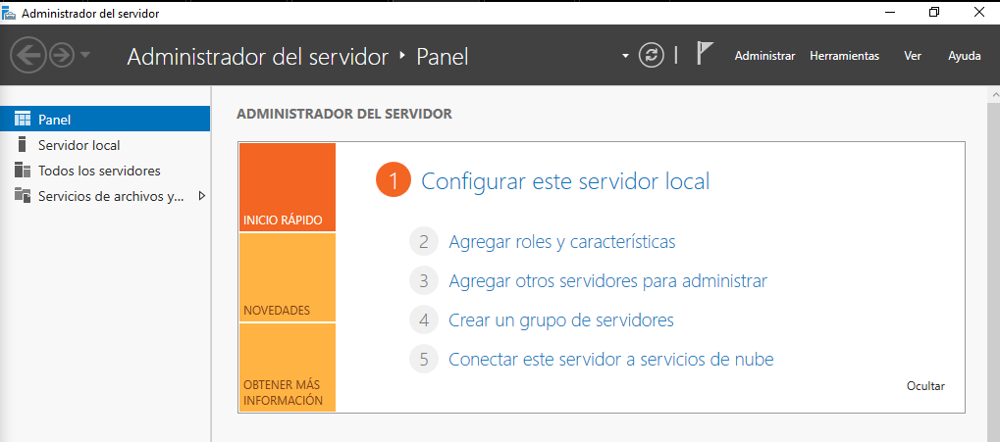 Administrador del servidor
Administrador del servidor ‣ Panel
Administrar Herramientas Ver Ayuda
Panel
Servidor local
Todos los servidores
Servicios de archivos y...
ADMINISTRADOR DEL SERVIDOR
INICIO RÁPIDO
NOVEDADES
OBTENER MÁS
INFORMACIÓN
1 Configurar este servidor local
2 Agregar roles y características
3 Agregar otros servidores para administrar
4 Crear un grupo de servidores
5 Conectar este servidor a servicios de nube
Ocultar